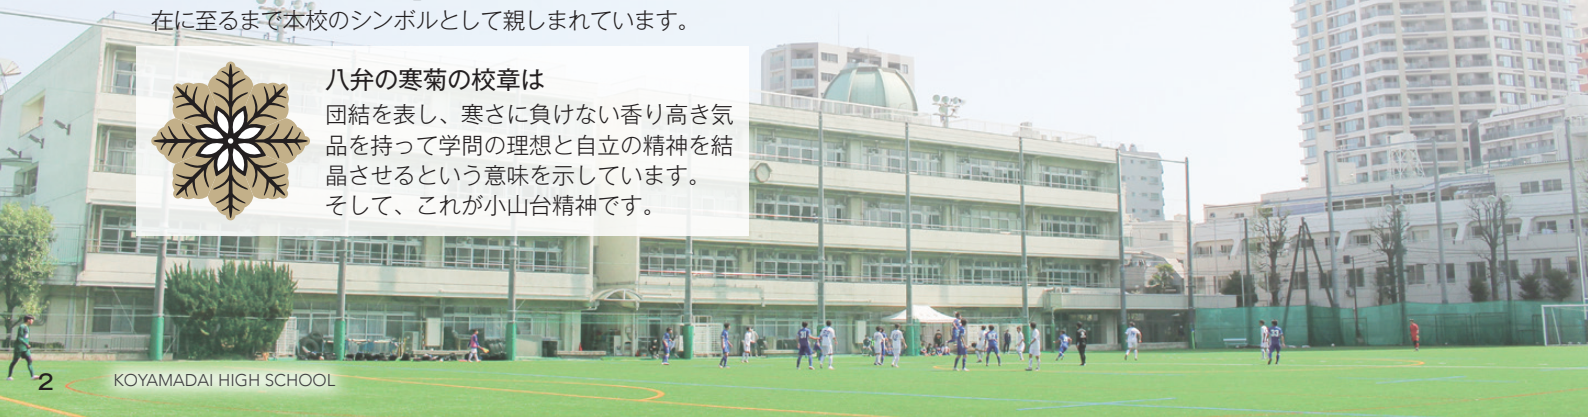 在に至るまで本校のシンボルとして親しまれています。
八弁の寒菊の校章は
団結を表し、寒さに負けない香り高き気
品を持って学問の理想と自立の精神を結
晶させるという意味を示しています。
そして、これが小山台精神です。
2
KOYAMADAI HIGH SCHOOL